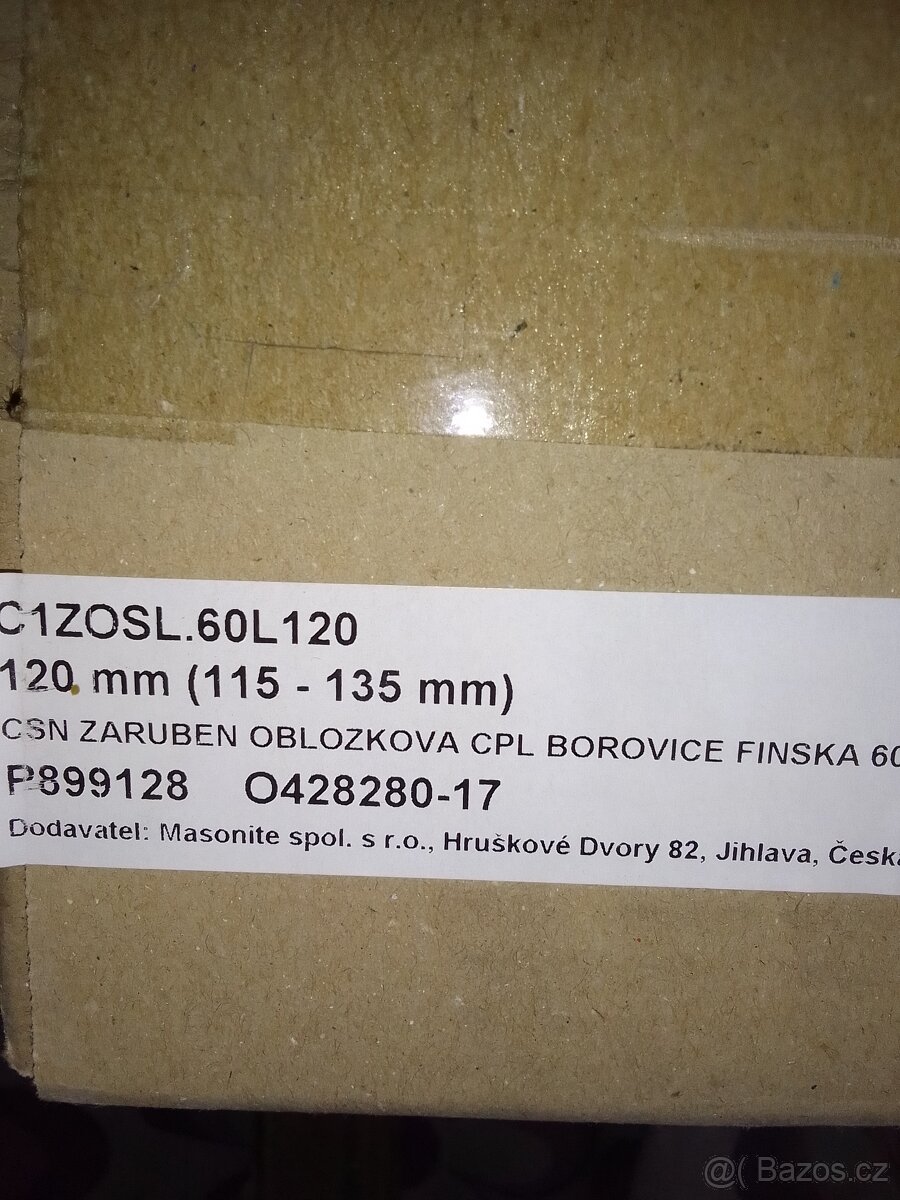 C1ZOSL.60L120
120 mm (115 - 135 mm)
CSN ZARUBEN OBLOZKOVA CPL BOROVICE FINSKA 60
P899128 O428280-17
Dodavatel: Masonite spol. s r.o., Hruškové Dvory 82, Jihlava, Česká
@( Bazos.cz